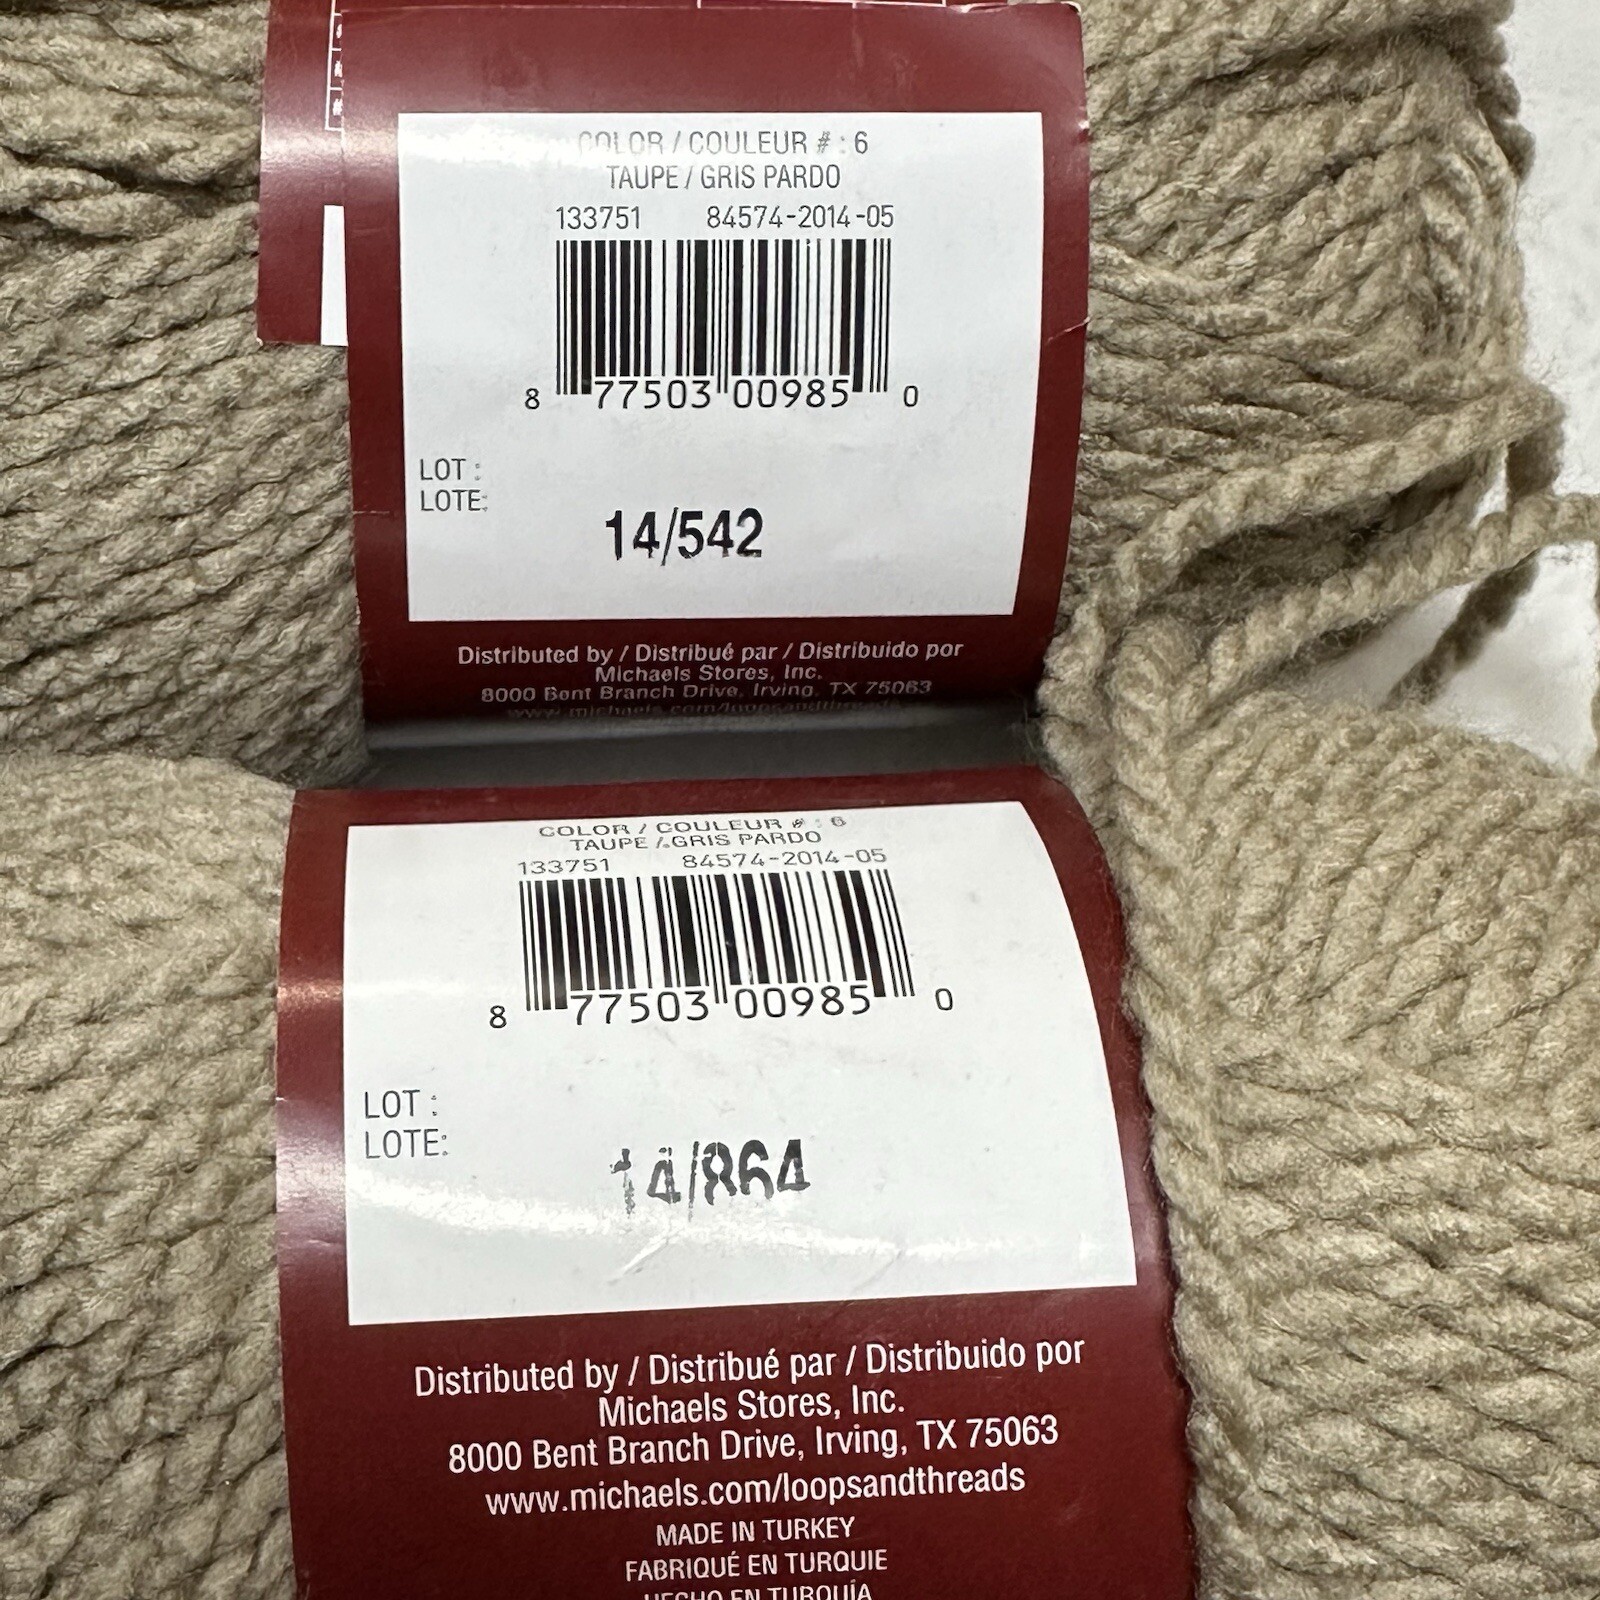 COLOR / COULEUR # : 6
TAUPE / GRIS PARDO
133751 84574-2014-05
8 77503 00985 0
LOT :
LOTE:
14/542
Distributed by / Distribué par / Distribuido por
Michaels Stores, Inc.
8000 Bent Branch Drive, Irving, TX 75063
www.michaels.com/loopsandthreads
COLOR / COULEUR # : 6
TAUPE / GRIS PARDO
133751 84574-2014-05
8 77503 00985 0
LOT :
LOTE:
14/864
Distributed by / Distribué par / Distribuido por
Michaels Stores, Inc.
8000 Bent Branch Drive, Irving, TX 75063
www.michaels.com/loopsandthreads
MADE IN TURKEY
FABRIQUÉ EN TURQUIE
HECHO EN TURQUÍA